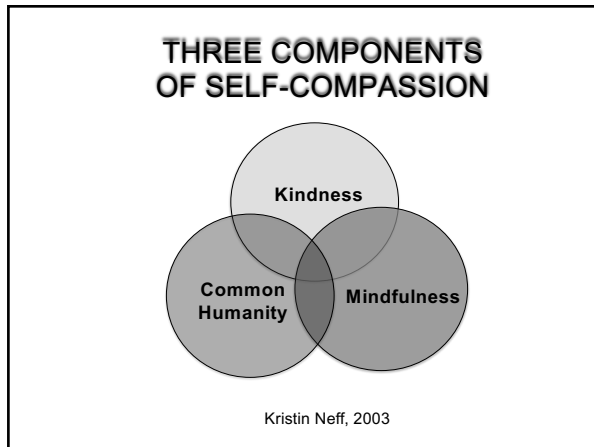 THREE COMPONENTS
OF SELF-COMPASSION
Kindness
Common
Humanity
Mindfulness
Kristin Neff, 2003